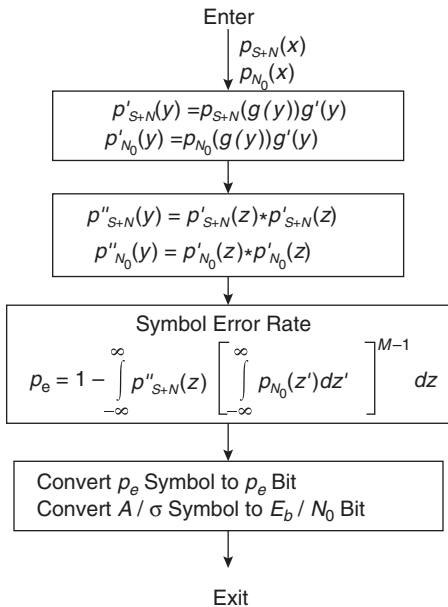 Enter
p_{S+N}(x)
p_{N_0}(x)
p'_{S+N}(y) =p_{S+N}(g(y))g'(y)
p'_{N_0}(y) =p_{N_0}(g(y))g'(y)
p''_{S+N}(y) = p'_{S+N}(z)*p'_{S+N}(z)
p''_{N_0}(y) = p'_{N_0}(z)*p'_{N_0}(z)
Symbol Error Rate
p_e = 1 – ∫_{-∞}^{∞} p''_{S+N}(z) [ ∫_{-∞}^{∞} p_{N_0}(z')dz' ]^{M–1} dz
Convert p_e Symbol to p_e Bit
Convert A / σ Symbol to E_b / N_0 Bit
Exit